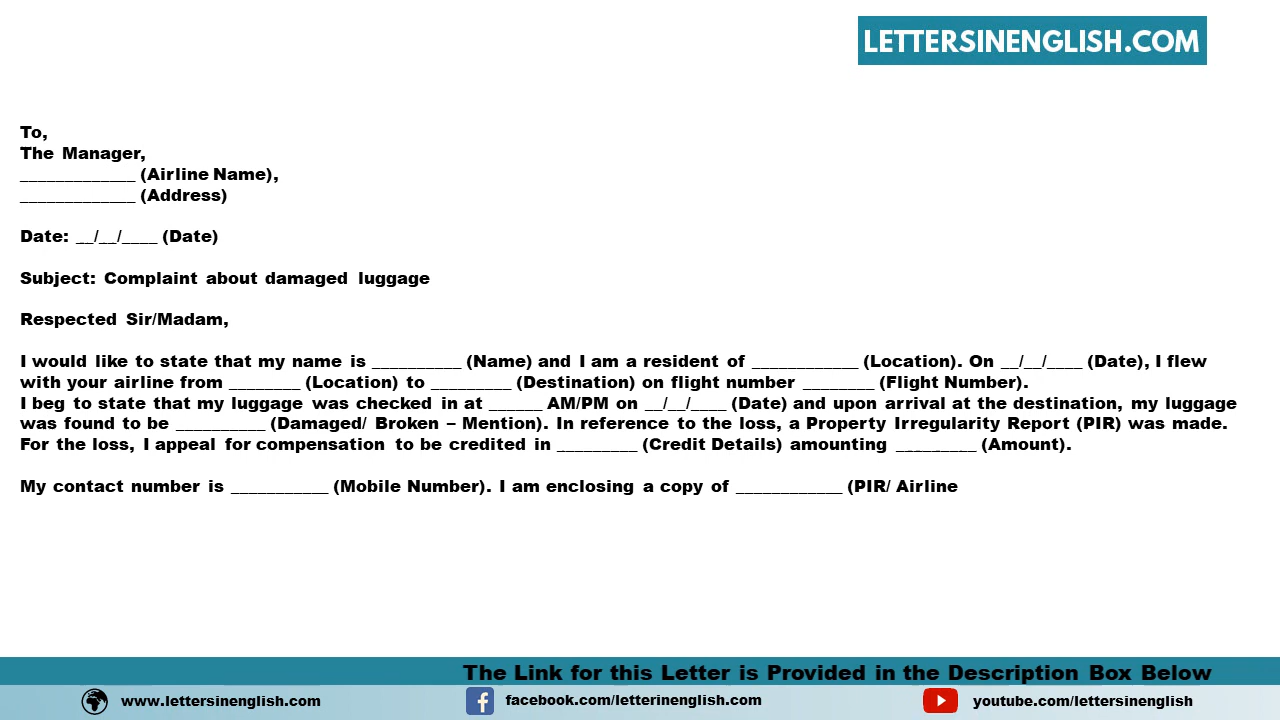 LETTERSINENGLISH.COM
To,
The Manager,
_____________ (Airline Name),
_____________ (Address)
Date: __/__/____ (Date)
Subject: Complaint about damaged luggage
Respected Sir/Madam,
I would like to state that my name is __________ (Name) and I am a resident of ____________ (Location). On __/__/____ (Date), I flew
with your airline from ________ (Location) to _________ (Destination) on flight number ________ (Flight Number).
I beg to state that my luggage was checked in at ______ AM/PM on __/__/____ (Date) and upon arrival at the destination, my luggage
was found to be __________ (Damaged/ Broken – Mention). In reference to the loss, a Property Irregularity Report (PIR) was made.
For the loss, I appeal for compensation to be credited in _________ (Credit Details) amounting _________ (Amount).
My contact number is ___________ (Mobile Number). I am enclosing a copy of ____________ (PIR/ Airline
The Link for this Letter is Provided in the Description Box Below
www.lettersinenglish.com facebook.com/letterinenglish.com youtube.com/lettersinenglish